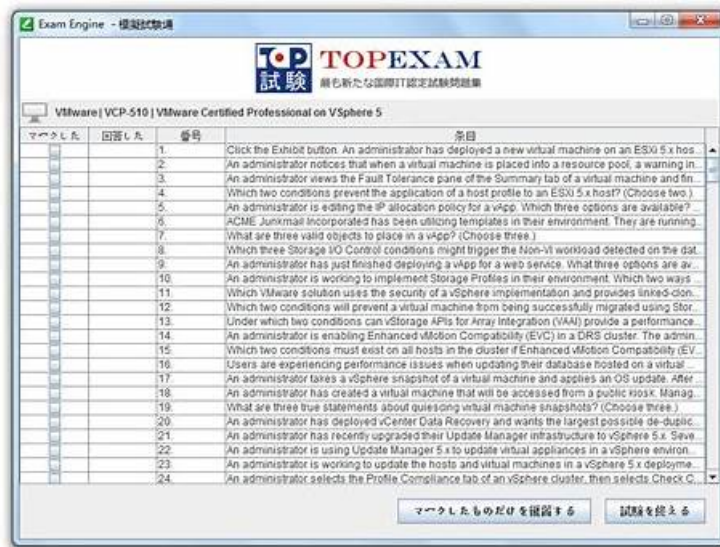 Exam Engine - 模擬試験通
TOP 試験
TOPEXAM
最も新たな国際IT認定試験問題集
VMware | VCP-510 | VMware Certified Professional on VSphere 5
マークした 回答した 番号 条目
1. Click the Exhibit button. An administrator has deployed a new virtual machine on an ESXi 5.x hos...
2. An administrator notices that when a virtual machine is placed into a resource pool, a warning in...
3. An administrator views the Fault Tolerance pane of the Summary tab of a virtual machine and fin...
4. Which two conditions prevent the application of a host profile to an ESXi 5.x host? (Choose two.)
5. An administrator is editing the IP allocation policy for a vApp. Which three options are available? ...
6. ACME Junkmail Incorporated has been utilizing templates in their environment. They are running...
7. What are three valid objects to place in a vApp? (Choose three.)
8. Which three Storage I/O Control conditions might trigger the Non-VI workload detected on the dat...
9. An administrator has just finished deploying a vApp for a web service. What three options are av...
10. An administrator is working to implement Storage Profiles in their environment. Which two ways ...
11. Which VMware solution uses the security of a vSphere implementation and provides linked-clon...
12. Which two conditions will prevent a virtual machine from being successfully migrated using Stor...
13. Under which two conditions can vStorage APIs for Array Integration (VAAI) provide a performance...
14. An administrator is enabling Enhanced vMotion Compatibility (EVC) in a DRS cluster. The admin...
15. Which two conditions must exist on all hosts in the cluster if Enhanced vMotion Compatibility (EV...
16. Users are experiencing performance issues when updating their database hosted on a virtual ...
17. An administrator takes a vSphere snapshot of a virtual machine and applies an OS update. After ...
18. An administrator has created a virtual machine that will be accessed from a public kiosk. Manag...
19. What are three true statements about quiescing virtual machine snapshots? (Choose three.)
20. An administrator has deployed vCenter Data Recovery and wants the largest possible de-duplic...
21. An administrator has recently upgraded their Update Manager infrastructure to vSphere 5.x. Seve...
22. An administrator is using Update Manager 5.x to update virtual appliances in a vSphere environ...
23. An administrator is working to update the hosts and virtual machines in a vSphere 5.x deployme...
24. An administrator selects the Profile Compliance tab of an vSphere cluster, then selects Check C...
マークしたものだけを復習する 試験を終える